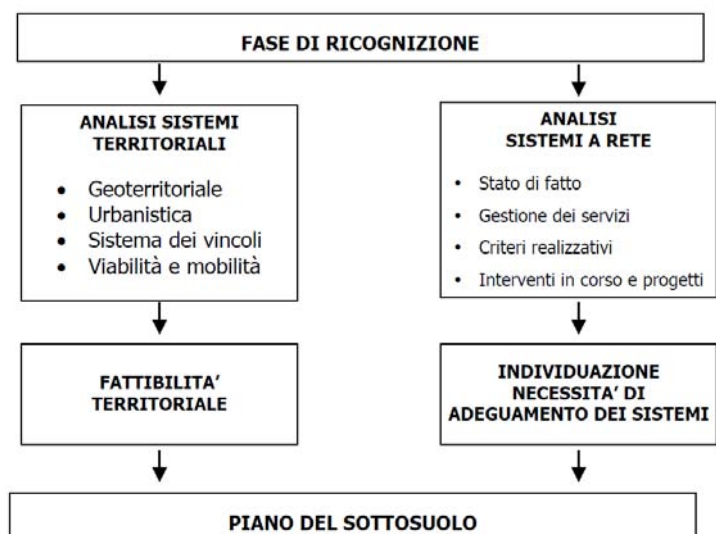 FASE DI RICOGNIZIONE
ANALISI SISTEMI
TERRITORIALI
• Geoterritoriale
• Urbanistica
• Sistema dei vincoli
• Viabilità e mobilità
ANALISI
SISTEMI A RETE
• Stato di fatto
• Gestione dei servizi
• Criteri realizzativi
• Interventi in corso e progetti
FATTIBILITA’
TERRITORIALE
INDIVIDUAZIONE
NECESSITA’ DI
ADEGUAMENTO DEI SISTEMI
PIANO DEL SOTTOSUOLO